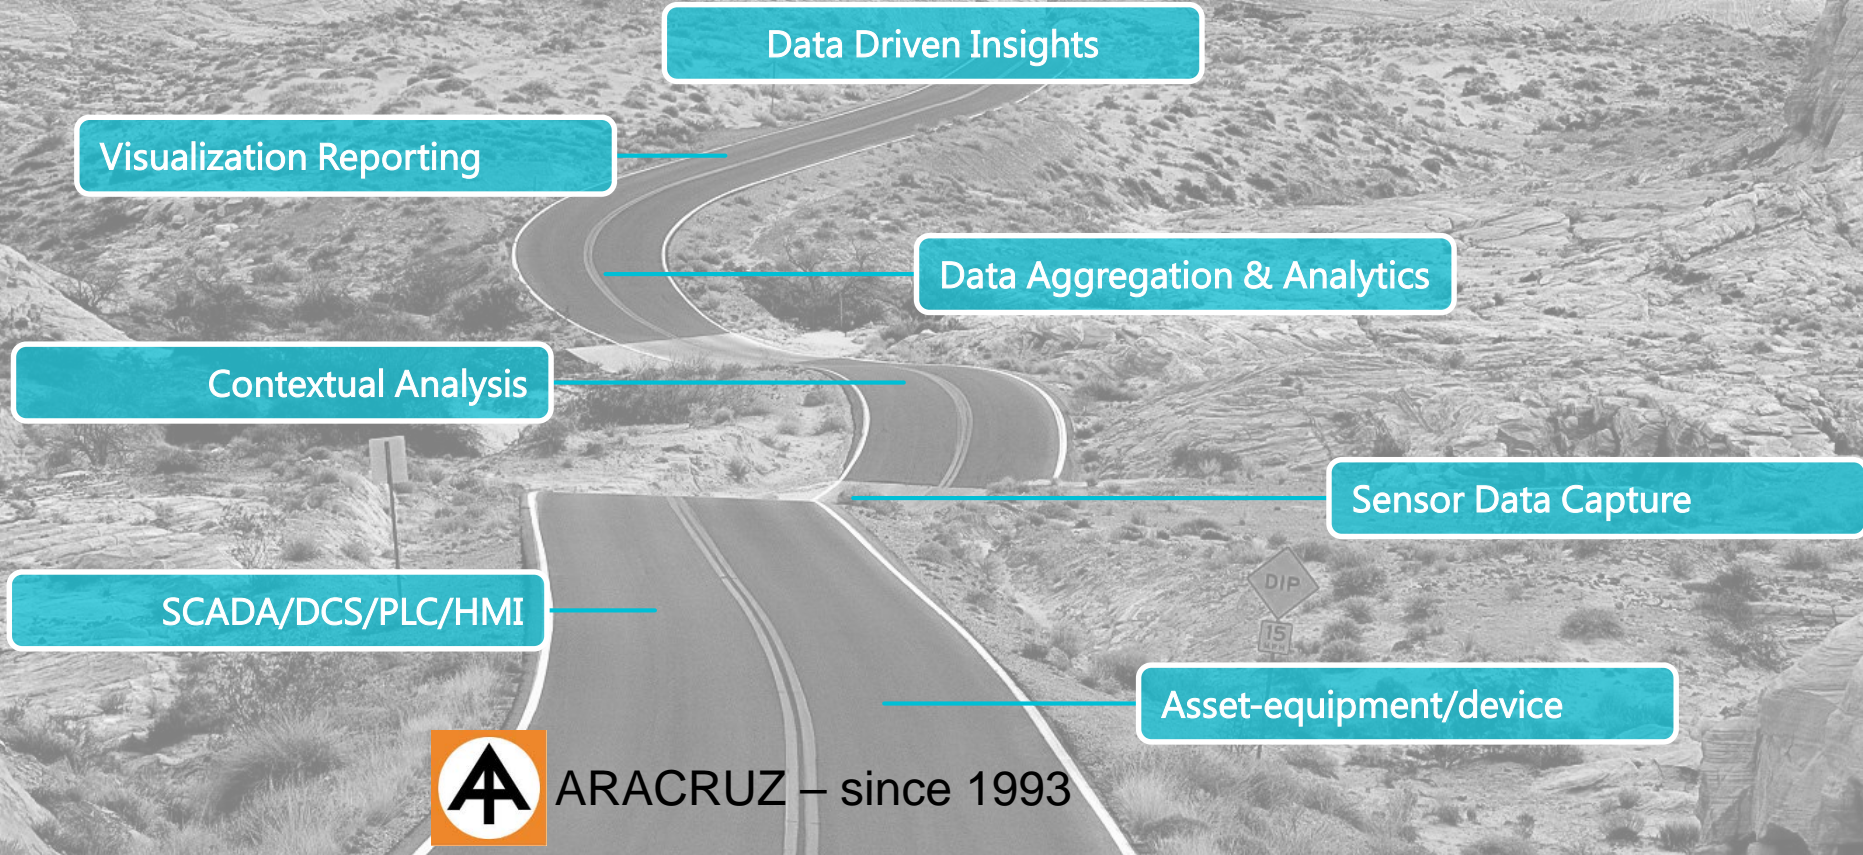 Data Driven Insights
Visualization Reporting
Data Aggregation & Analytics
Contextual Analysis
Sensor Data Capture
DIP
15
SCADA/DCS/PLC/HMI
Asset-equipment/device
ARACRUZ – since 1993